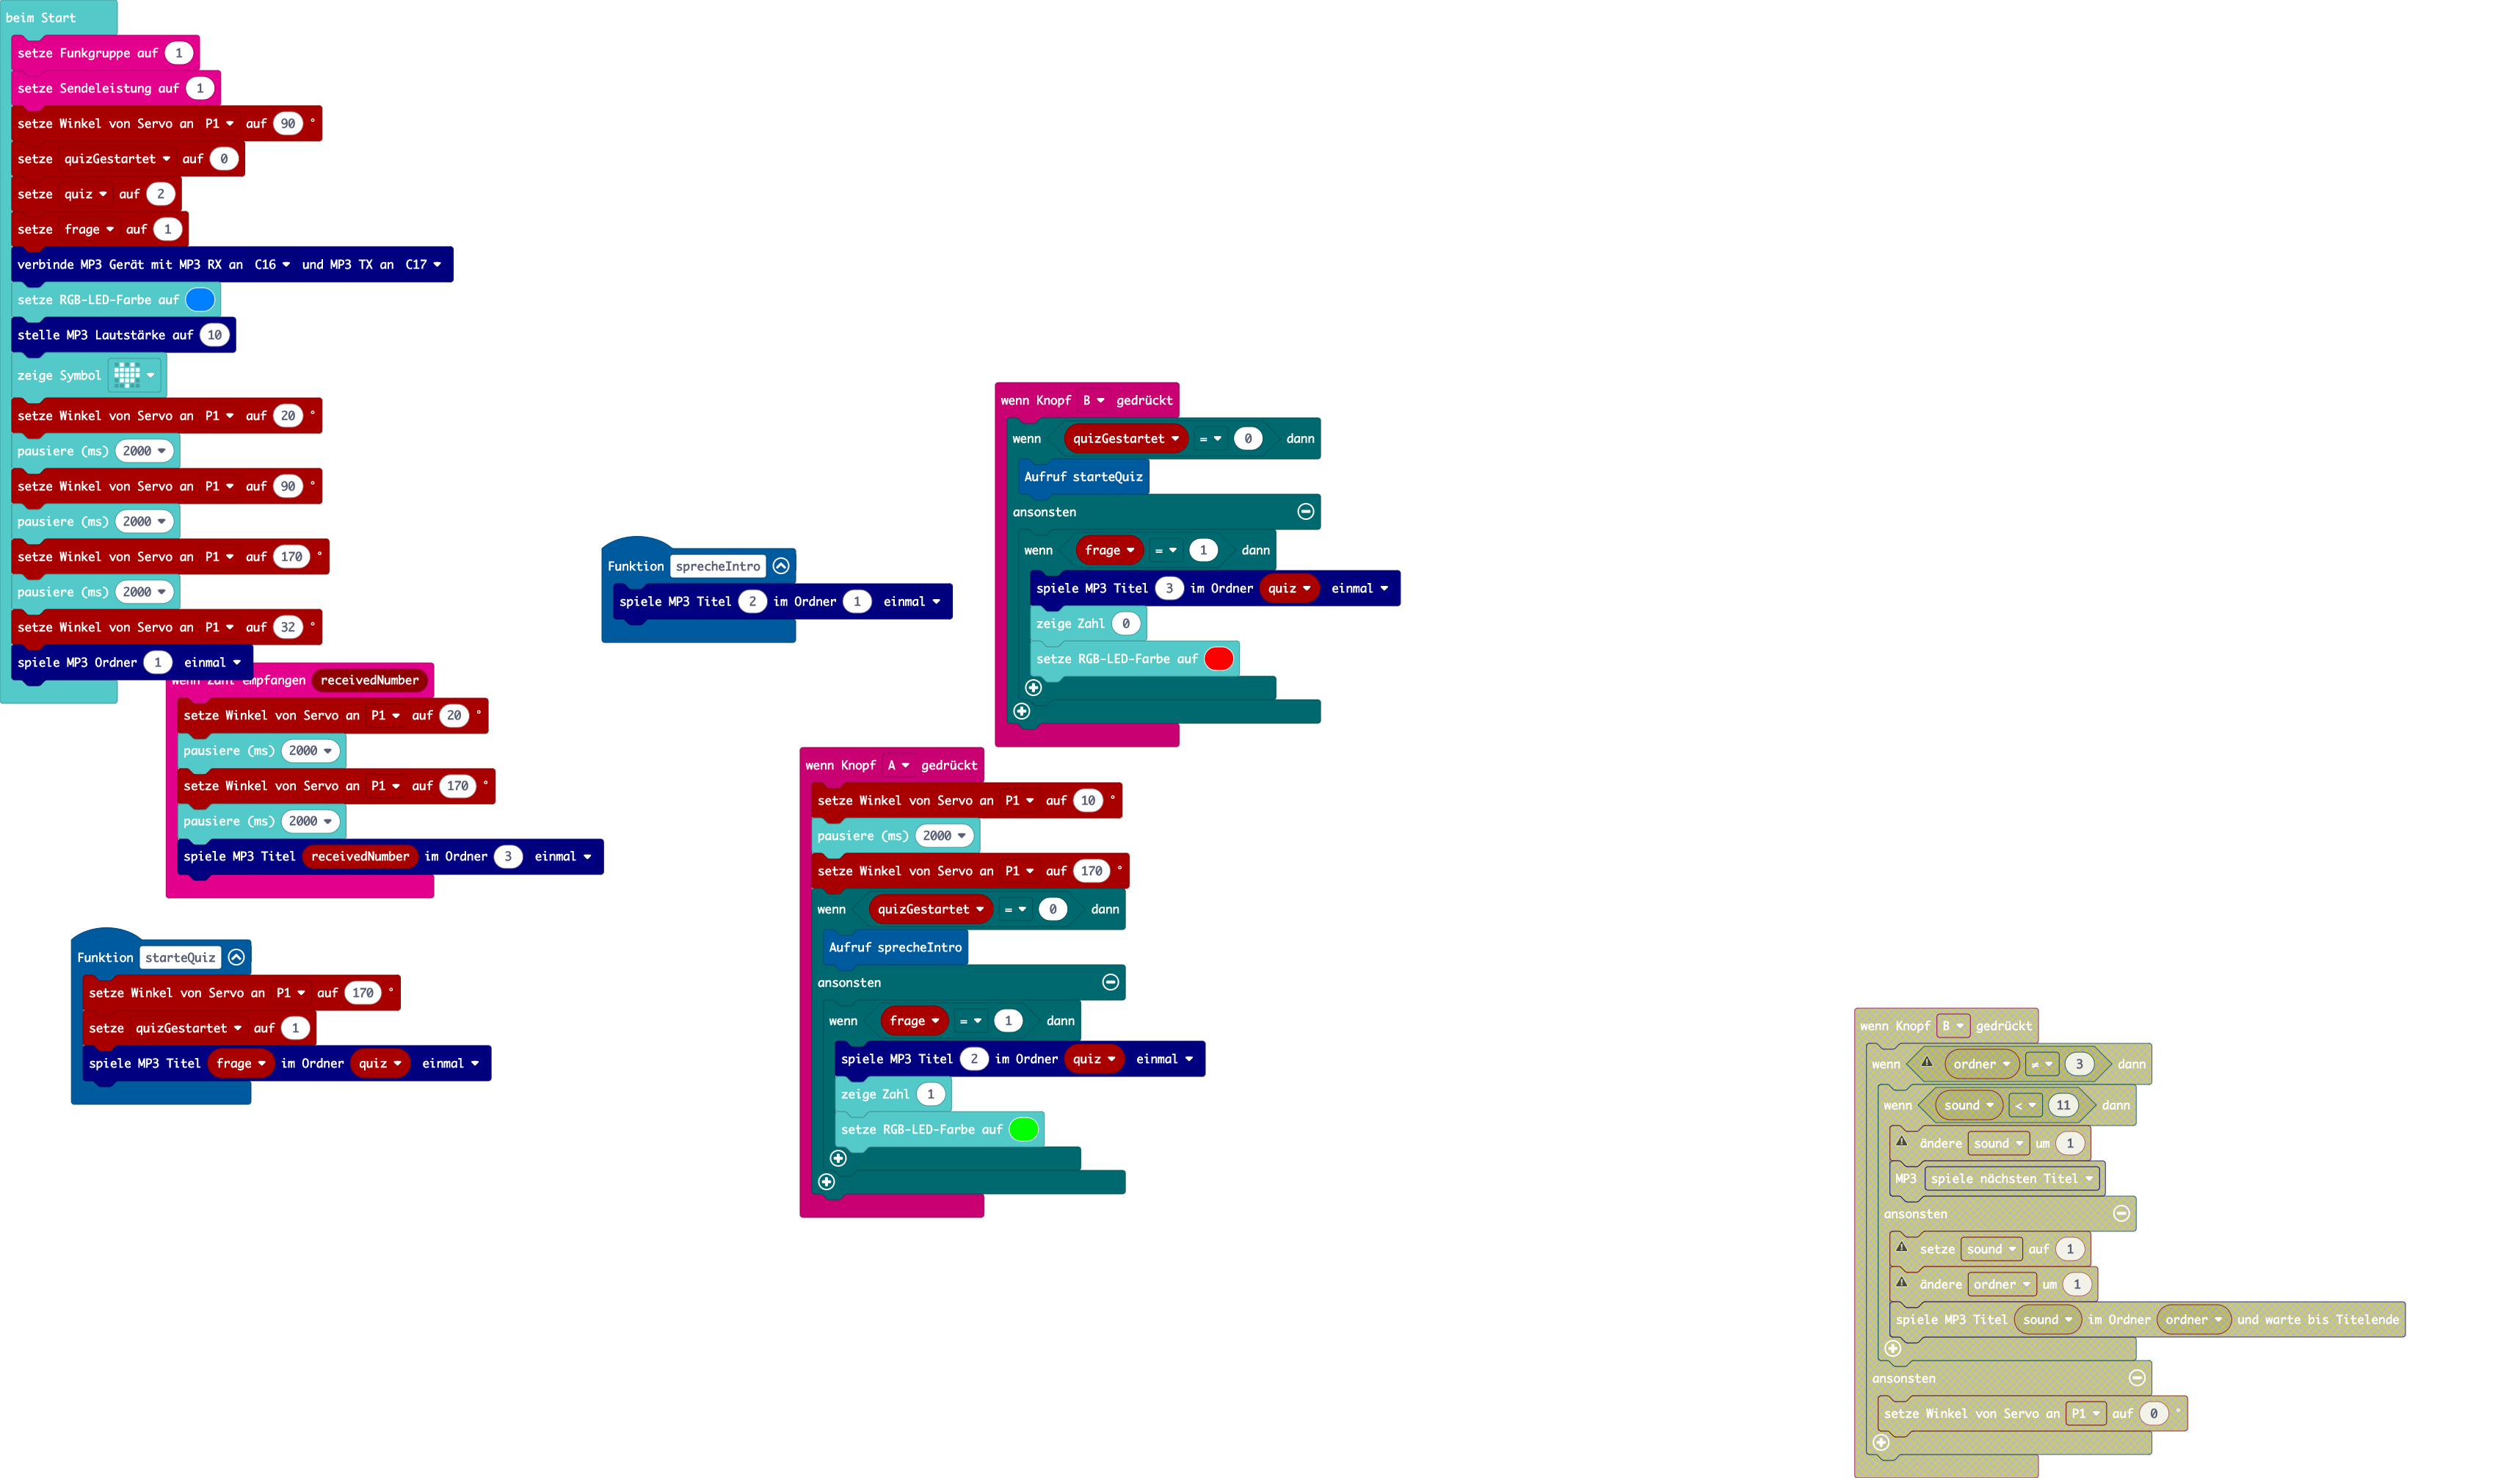 beim Start
setze Funkgruppe auf 1
setze Sendeleistung auf 1
setze Winkel von Servo an P1 auf 90 °
setze quizGestartet auf 0
setze quiz auf 2
setze frage auf 1
verbinde MP3 Gerät mit MP3 RX an C16 und MP3 TX an C17
setze RGB-LED-Farbe auf
stelle MP3 Lautstärke auf 10
zeige Symbol
setze Winkel von Servo an P1 auf 20 °
pausiere (ms) 2000
setze Winkel von Servo an P1 auf 90 °
pausiere (ms) 2000
setze Winkel von Servo an P1 auf 170 °
pausiere (ms) 2000
setze Winkel von Servo an P1 auf 32 °
spiele MP3 Ordner 1 einmal
wenn Zahl empfangen receivedNumber
setze Winkel von Servo an P1 auf 20 °
pausiere (ms) 2000
setze Winkel von Servo an P1 auf 170 °
pausiere (ms) 2000
spiele MP3 Titel receivedNumber im Ordner 3 einmal
Funktion starteQuiz
setze Winkel von Servo an P1 auf 170 °
setze quizGestartet auf 1
spiele MP3 Titel frage im Ordner quiz einmal
Funktion sprecheIntro
spiele MP3 Titel 2 im Ordner 1 einmal
wenn Knopf B gedrückt
wenn quizGestartet = 0 dann
Aufruf starteQuiz
ansonsten
wenn frage = 1 dann
spiele MP3 Titel 3 im Ordner quiz einmal
zeige Zahl 0
setze RGB-LED-Farbe auf
wenn Knopf A gedrückt
setze Winkel von Servo an P1 auf 10 °
pausiere (ms) 2000
setze Winkel von Servo an P1 auf 170 °
wenn quizGestartet = 0 dann
Aufruf sprecheIntro
ansonsten
wenn frage = 1 dann
spiele MP3 Titel 2 im Ordner quiz einmal
zeige Zahl 1
setze RGB-LED-Farbe auf
wenn Knopf B gedrückt
wenn ordner ≠ 3 dann
wenn sound < 11 dann
ändere sound um 1
MP3 spiele nächsten Titel
ansonsten
setze sound auf 1
ändere ordner um 1
spiele MP3 Titel sound im Ordner ordner und warte bis Titelende
ansonsten
setze Winkel von Servo an P1 auf 0 °